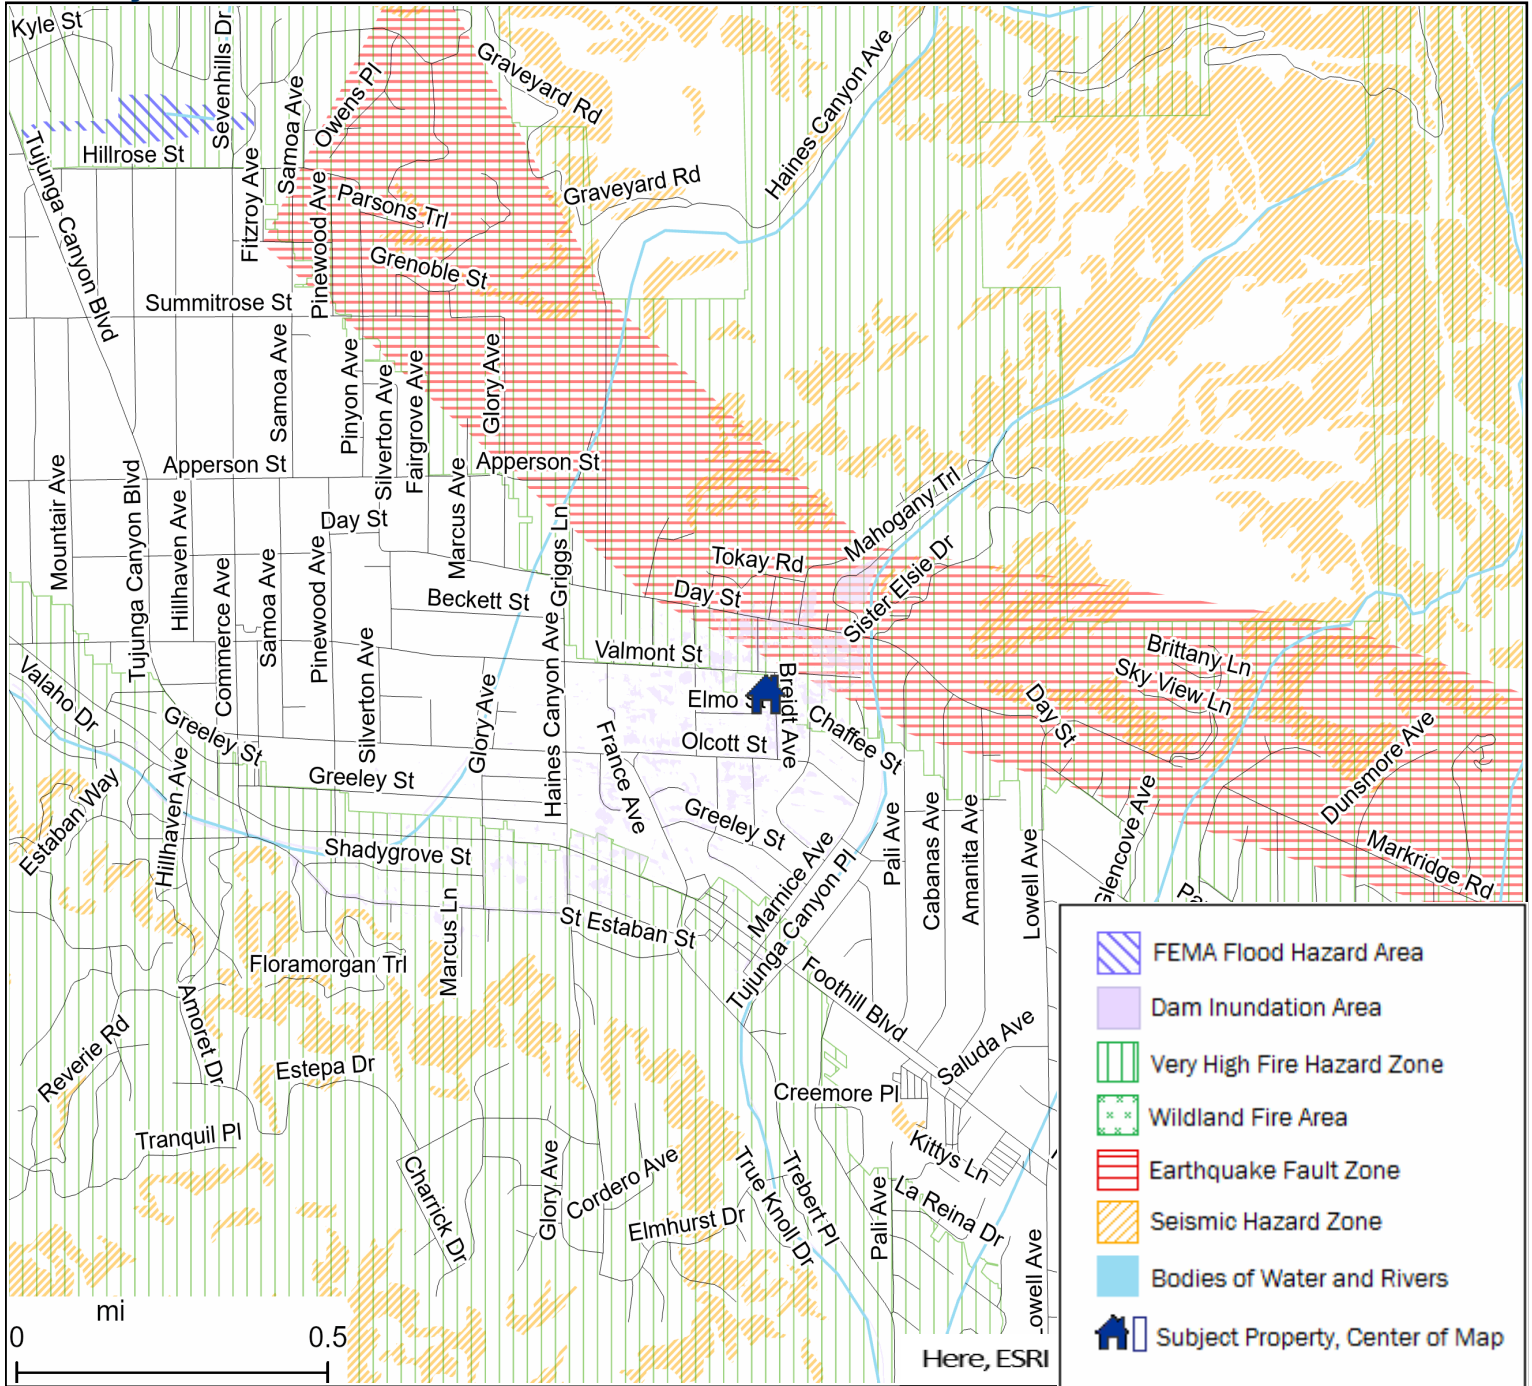 Kyle St
Sevenhills Dr
Graveyard Rd
Haines Canyon Ave
Owens Pl
Samoa Ave
Hillrose St
Tujunga Canyon Blvd
Fitzroy Ave
Pinewood Ave
Parsons Trl
Graveyard Rd
Grenoble St
Summitrose St
Samoa Ave
Pinyon Ave
Silverton Ave
Fairgrove Ave
Glory Ave
Apperson St
Apperson St
Mountair Ave
Tujunga Canyon Blvd
Hillhaven Ave
Day St
Marcus Ave
Griggs Ln
Mahogany Trl
Tokay Rd
Day St
Sister Elsie Dr
Commerce Ave
Samoa Ave
Pinewood Ave
Beckett St
Valmont St
Brittany Ln
Sky View Ln
Valaho Dr
Silverton Ave
Glory Ave
Haines Canyon Ave
Elmo
Breidt Ave
Chaffee St
Day St
Greeley St
Olcott St
France Ave
Dunsmore Ave
Greeley St
Estaban Way
Hillhaven Ave
Greeley St
Marnice Ave
Pali Ave
Cabanas Ave
Amanita Ave
Lowell Ave
Glencove Ave
Markridge Rd
Shadygrove St
Marcus Ln
St Estaban St
Tujunga Canyon Pl
Floramorgan Trl
Foothill Blvd
Amoret Dr
Reverie Rd
Estepa Dr
Saluda Ave
Creemore Pl
Tranquil Pl
Kittys Ln
Charrick Dr
Glory Ave
Cordero Ave
Elmhurst Dr
True Knoll Dr
Trebert Pl
Pali Ave
La Reina Dr
Lowell Ave
mi
0 0.5
Here, ESRI
FEMA Flood Hazard Area
Dam Inundation Area
Very High Fire Hazard Zone
Wildland Fire Area
Earthquake Fault Zone
Seismic Hazard Zone
Bodies of Water and Rivers
Subject Property, Center of Map